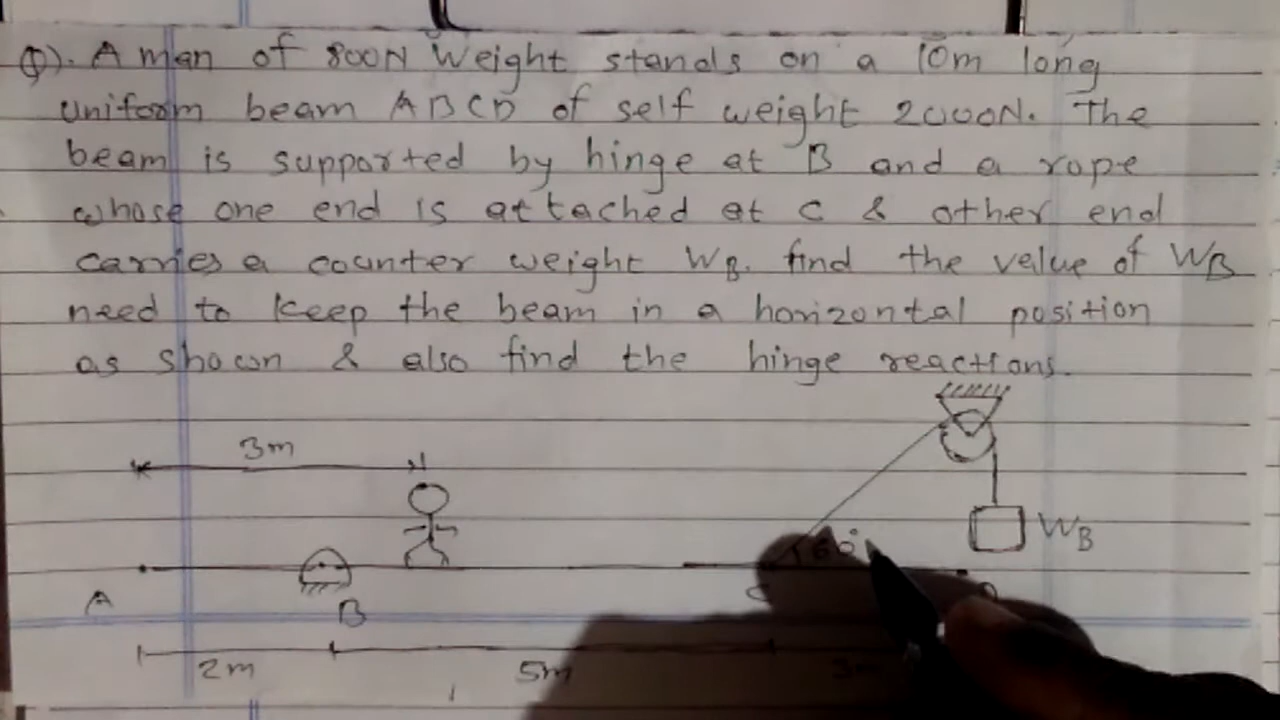 Q). A man of 800N Weight stands on a 10m long
uniform beam ABCD of self weight 2000N. The
beam is supported by hinge at B and a rope
whose one end is attached at C & other end
carries a counter weight WB. find the value of WB
need to keep the beam in a horizontal position
as shown & also find the hinge reactions.
3m
WB
60°
A
B
C
2m
5m
3m